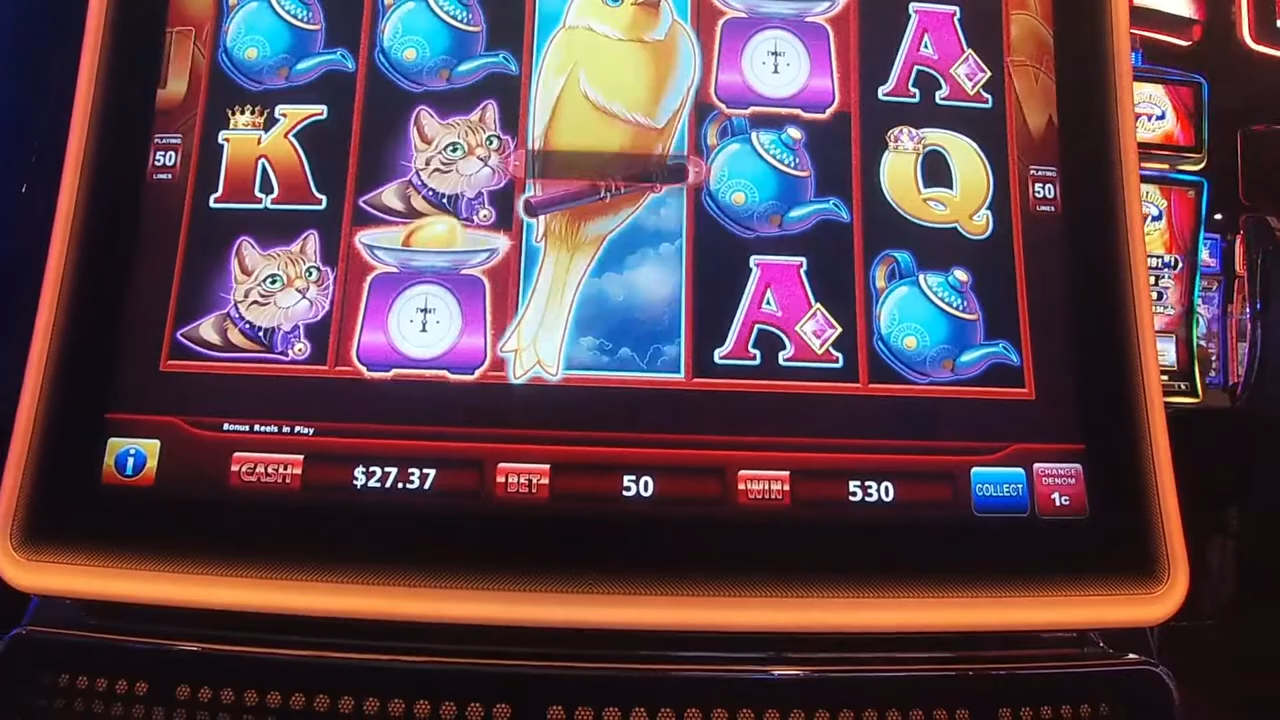 TWEET
A
K
PLAYING
50
LINES
Q
PLAYING
50
LINES
TWEET
A
Bonus Reels in Play
i
CASH
$27.37
BET
50
WIN
530
COLLECT
CHANGE
DENOM
1c